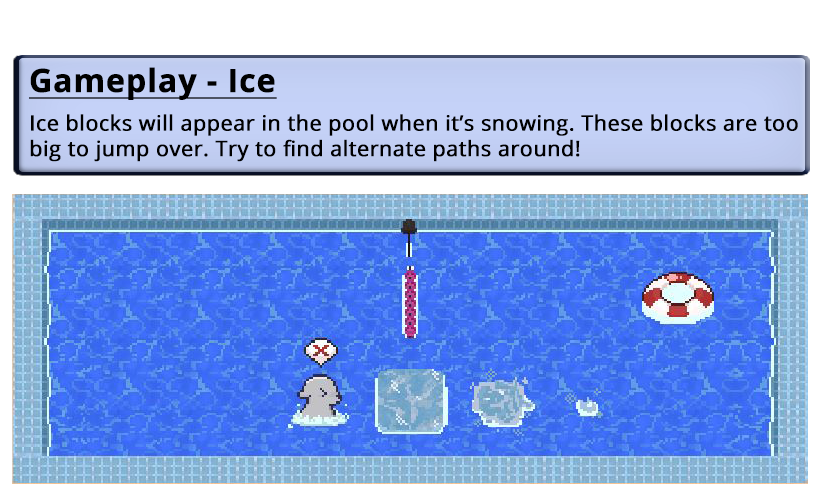 Gameplay - Ice
Ice blocks will appear in the pool when it’s snowing. These blocks are too
big to jump over. Try to find alternate paths around!